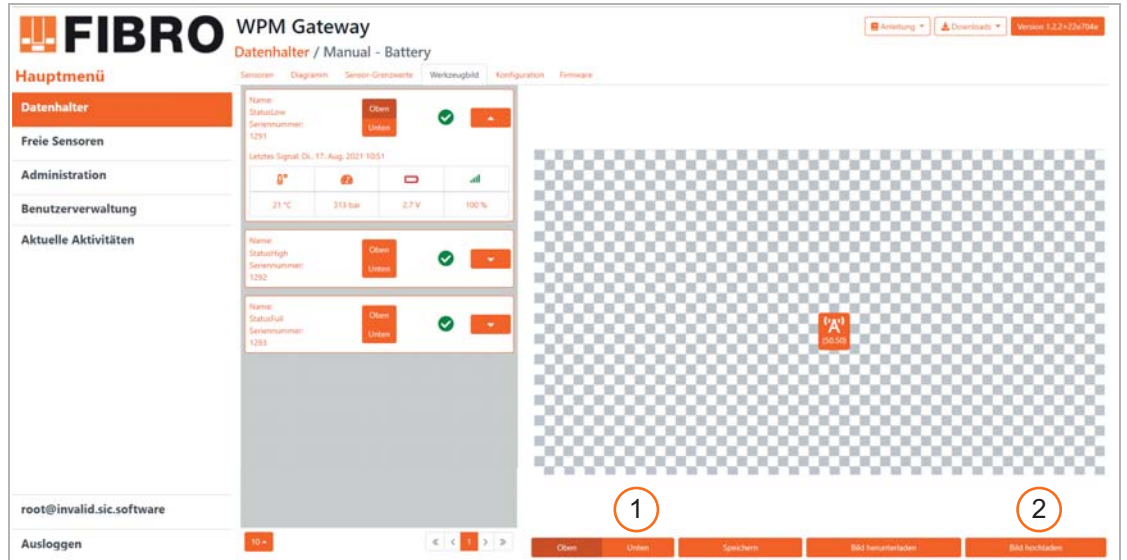 FIBRO
WPM Gateway
Anleitung
Downloads
Version 1.2.2+22e704e
Datenhalter / Manual - Battery
Hauptmenü
Sensoren Diagramm Sensor-Grenzwerte Werkzeugbild Konfiguration Firmware
Datenhalter
Freie Sensoren
Administration
Benutzerverwaltung
Aktuelle Aktivitäten
root@invalid.sic.software
Ausloggen
Name:
StatusLow
Seriennummer:
1291
Oben
Unten
Letztes Signal: Di., 17. Aug. 2021 10:51
21 °C 313 bar 2.7 V 100 %
Name:
StatusHigh
Seriennummer:
1292
Oben
Unten
Name:
StatusFull
Seriennummer:
1293
Oben
Unten
10
« < 1 > »
(50.50)
1
2
Oben Unten Speichern Bild herunterladen Bild hochladen